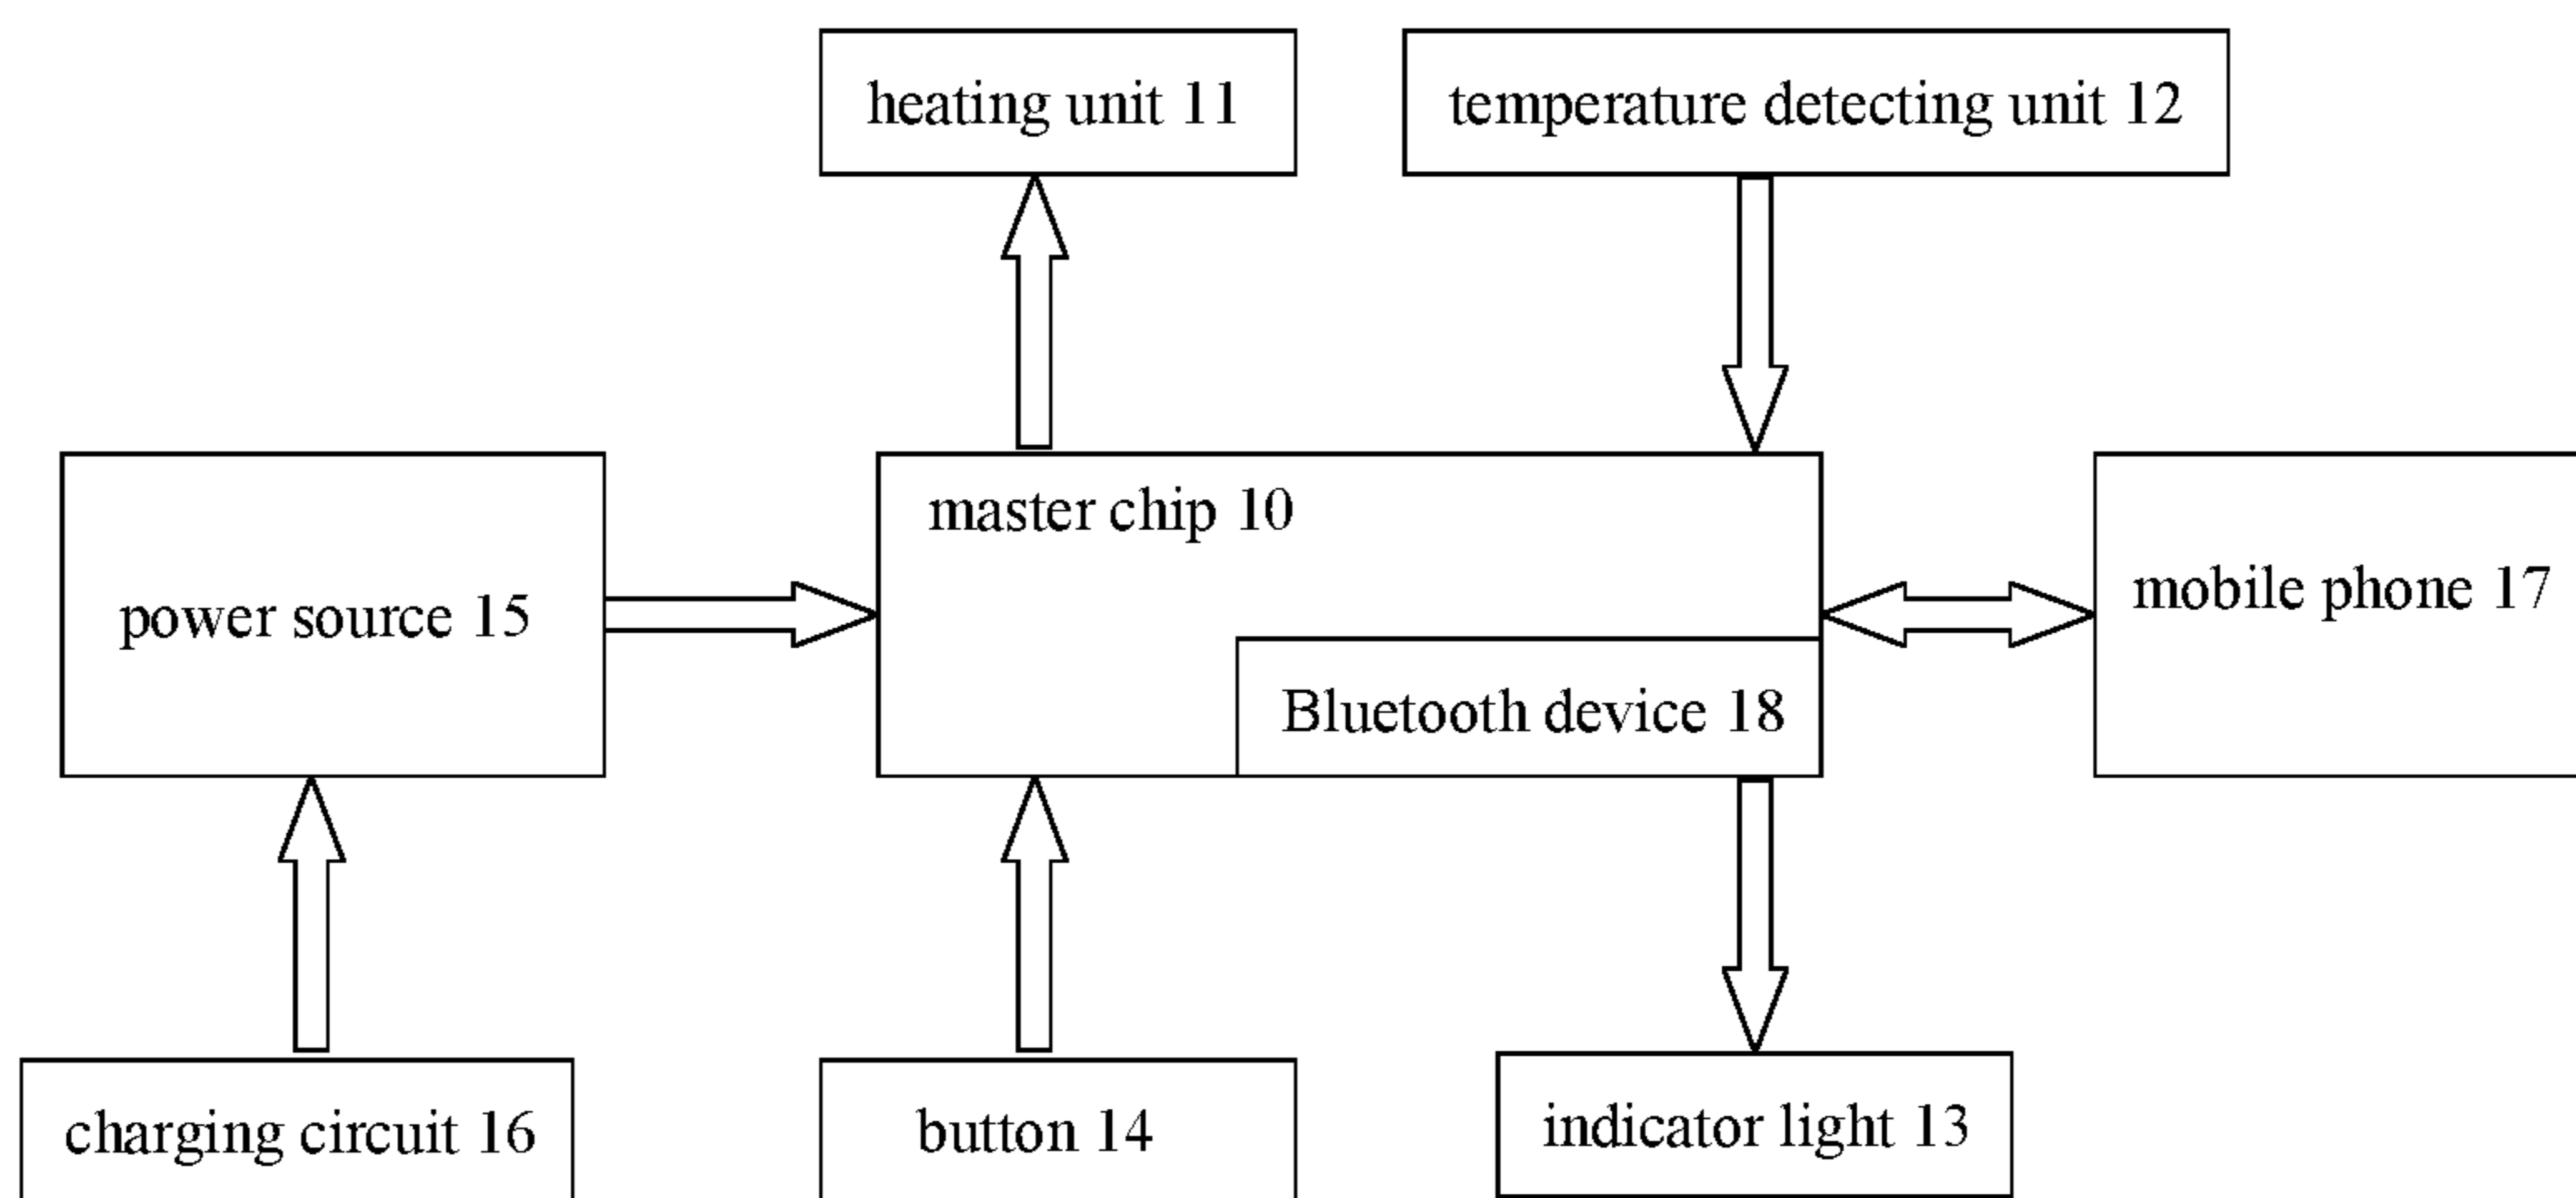 heating unit 11
temperature detecting unit 12
master chip 10
power source 15
mobile phone 17
Bluetooth device 18
charging circuit 16
button 14
indicator light 13